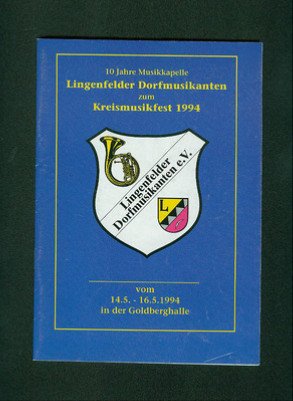 10 Jahre Musikkapelle
Lingenfelder Dorfmusikanten
zum
Kreismusikfest 1994
Lingenfelder
Dorfmusikanten e.V.
L
vom
14.5. - 16.5.1994
in der Goldberghalle